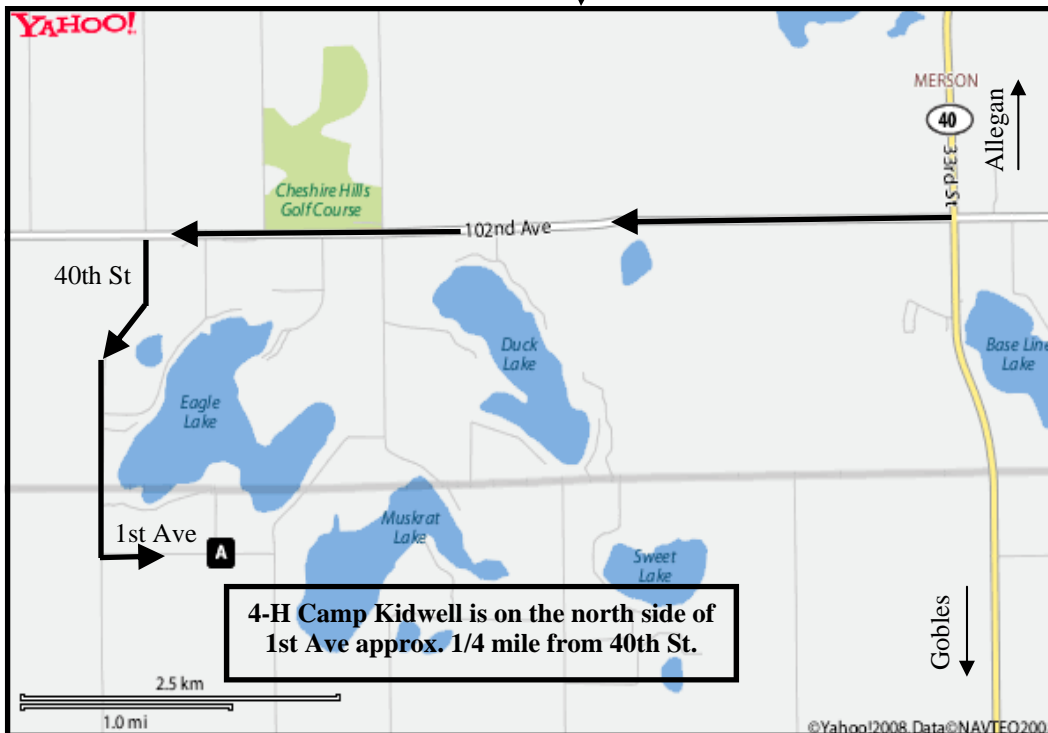 YAHOO!
MERSON
40
33rd St
Allegan
Cheshire Hills
Golf Course
102nd Ave
40th St
Duck
Lake
Base Line
Lake
Eagle
Lake
Muskrat
Lake
1st Ave
A
Sweet
Lake
4-H Camp Kidwell is on the north side of
1st Ave approx. 1/4 mile from 40th St.
Gobles
2.5 km
1.0 mi
©Yahoo!2008, Data©NAVTEQ200